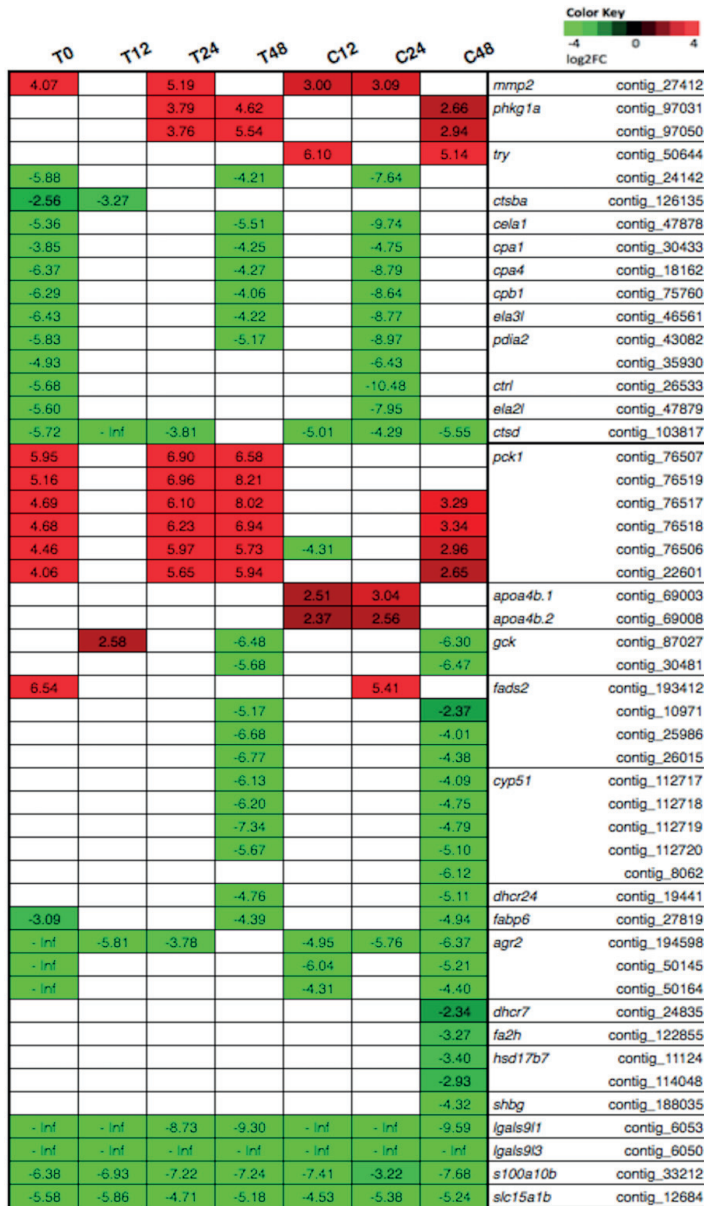 Color Key
-4 0 4
log2FC
T0 T12 T24 T48 C12 C24 C48
4.07 5.19 3.00 3.09 mmp2 contig_27412
3.79 4.62 2.66 phkg1a contig_97031
3.76 5.54 2.94 contig_97050
6.10 5.14 try contig_50644
-5.88 -4.21 -7.64 contig_24142
-2.56 -3.27 ctsba contig_126135
-5.36 -5.51 -9.74 cela1 contig_47878
-3.85 -4.25 -4.75 cpa1 contig_30433
-6.37 -4.27 -8.79 cpa4 contig_18162
-6.29 -4.06 -8.64 cpb1 contig_75760
-6.43 -4.22 -8.77 ela3l contig_46561
-5.83 -5.17 -8.97 pdia2 contig_43082
-4.93 -6.43 contig_35930
-5.68 -10.48 ctrl contig_26533
-5.60 -7.95 ela2l contig_47879
-5.72 - Inf -3.81 -5.01 -4.29 -5.55 ctsd contig_103817
5.95 6.90 6.58 pck1 contig_76507
5.16 6.96 8.21 contig_76519
4.69 6.10 8.02 3.29 contig_76517
4.68 6.23 6.94 3.34 contig_76518
4.46 5.97 5.73 -4.31 2.96 contig_76506
4.06 5.65 5.94 2.65 contig_22601
2.51 3.04 apoa4b.1 contig_69003
2.37 2.56 apoa4b.2 contig_69008
2.58 -6.48 -6.30 gck contig_87027
-5.68 -6.47 contig_30481
6.54 5.41 fads2 contig_193412
-5.17 -2.37 contig_10971
-6.68 -4.01 contig_25986
-6.77 -4.38 contig_26015
-6.13 -4.09 cyp51 contig_112717
-6.20 -4.75 contig_112718
-7.34 -4.79 contig_112719
-5.67 -5.10 contig_112720
-6.12 contig_8062
-4.76 -5.11 dhcr24 contig_19441
-3.09 -4.39 -4.94 fabp6 contig_27819
- Inf -5.81 -3.78 -4.95 -5.76 -6.37 agr2 contig_194598
- Inf -6.04 -5.21 contig_50145
- Inf -4.31 -4.40 contig_50164
-2.34 dhcr7 contig_24835
-3.27 fa2h contig_122855
-3.40 hsd17b7 contig_11124
-2.93 contig_114048
-4.32 shbg contig_188035
- Inf - Inf -8.73 -9.30 - Inf - Inf -9.59 lgals9l1 contig_6053
- Inf - Inf - Inf - Inf - Inf - Inf - Inf lgals9l3 contig_6050
-6.38 -6.93 -7.22 -7.24 -7.41 -3.22 -7.68 s100a10b contig_33212
-5.58 -5.86 -4.71 -5.18 -4.53 -5.38 -5.24 slc15a1b contig_12684